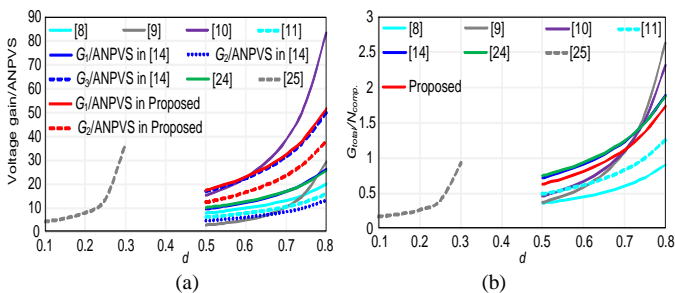 Voltage gain/ANPVS
90
80
70
60
50
40
30
20
10
0
[8] [9] [10] [11]
G1/ANPVS in [14] G2/ANPVS in [14]
G3/ANPVS in [14] [24] [25]
G1/ANPVS in Proposed
G2/ANPVS in Proposed
0.1 0.2 0.3 0.4 0.5 0.6 0.7 0.8
d
(a)
Gtotal/Ncomp.
3
2.5
2
1.5
1
0.5
0
[8] [9] [10] [11]
[14] [24] [25]
Proposed
0.1 0.2 0.3 0.4 0.5 0.6 0.7 0.8
d
(b)